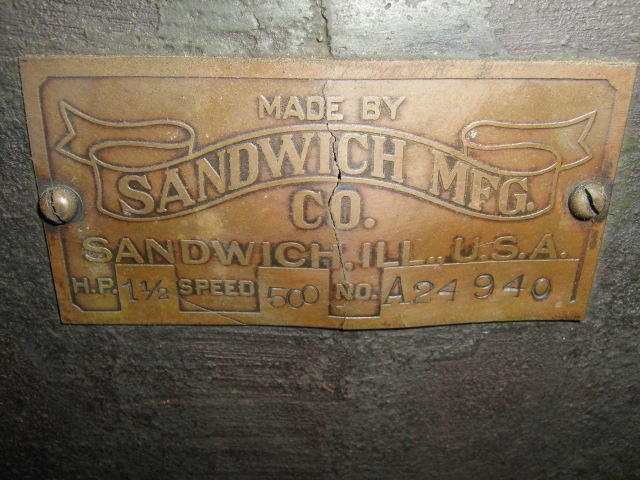 MADE BY
SANDWICH MFG.
CO.
SANDWICH, ILL., U.S.A.
H.P. 1½ SPEED 500 NO. A24940